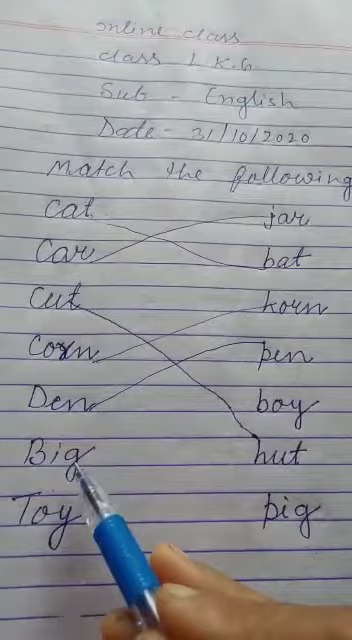 online class
class L K.G.
Sub - English
Date - 31/10/2020
Match the following
Cat jar
Car bat
Cut korn
Corn pen
Den boy
Big hut
Toy pig